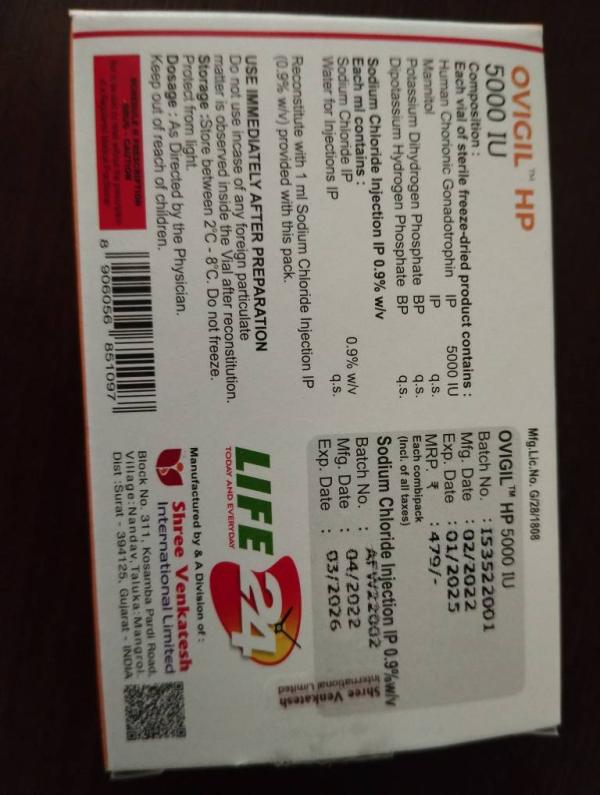 OVIGIL™ HP
5000 IU
Composition :
Each vial of sterile freeze-dried product contains :
Human Chorionic Gonadotrophin IP 5000 IU
Mannitol IP q.s.
Potassium Dihydrogen Phosphate BP q.s.
Dipotassium Hydrogen Phosphate BP q.s.
Sodium Chloride Injection IP 0.9% w/v
Each ml contains :
Sodium Chloride IP 0.9% w/v
Water for Injections IP q.s.
Reconstitute with 1 ml Sodium Chloride Injection IP
(0.9% w/v) provided with this pack.
USE IMMEDIATELY AFTER PREPARATION
Do not use incase of any foreign particulate
matter is observed inside the Vial after reconstitution.
Storage :Store between 2°C - 8°C. Do not freeze.
Protect from light.
Dosage : As Directed by the Physician.
Keep out of reach of children.
SCHEDULE H PRESCRIPTION
DRUG - CAUTION
8 906056 851097
Mfg.Lic.No. G/28/1808
OVIGIL™ HP 5000 IU
Batch No. : IS3522001
Mfg. Date : 02/2022
Exp. Date : 01/2025
MRP. ₹ : 479/-
Each combipack
(Incl. of all taxes)
Sodium Chloride Injection IP 0.9%w/v
Batch No. : AFW22002
Mfg. Date : 04/2022
Exp. Date : 03/2026
Shree Venkatesh
International Limited
LIFE 24
TODAY AND EVERYDAY
Manufactured by & A Division of :
Shree Venkatesh
International Limited
Block No. 311, Kosamba Pardi Road,
Village:Nandav, Taluka:Mangrol,
Dist :Surat - 394125, Gujarat - INDIA